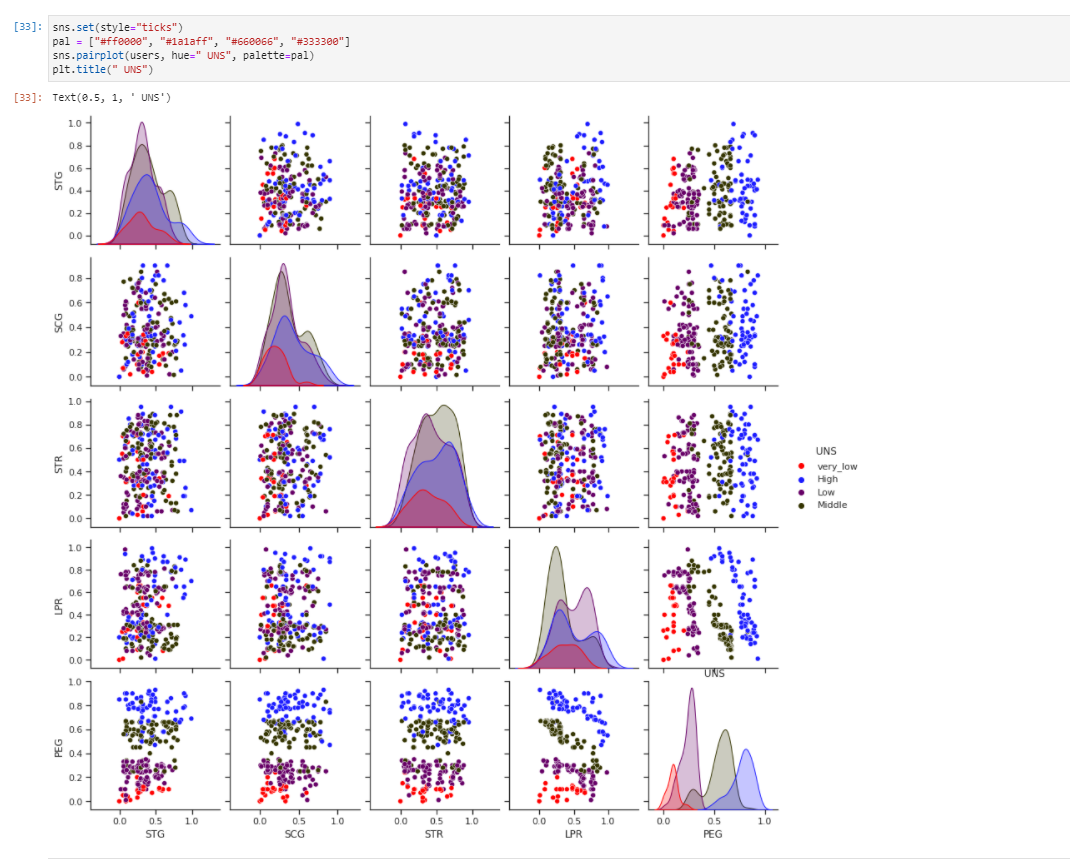 [33]: sns.set(style="ticks")
pal = ["#ff0000", "#1a1aff", "#660066", "#333300"]
sns.pairplot(users, hue=" UNS", palette=pal)
plt.title(" UNS")
[33]: Text(0.5, 1, ' UNS')
1.0
0.8
0.6
0.4
0.2
0.0
STG
0.8
0.6
0.4
0.2
0.0
SCG
1.0
0.8
0.6
0.4
0.2
0.0
STR
UNS
very_low
High
Low
Middle
1.0
0.8
0.6
0.4
0.2
0.0
LPR
UNS
1.0
0.8
0.6
0.4
0.2
0.0
PEG
0.0 0.5 1.0 0.0 0.5 1.0 0.0 0.5 1.0 0.0 0.5 1.0 0.0 0.5 1.0
STG SCG STR LPR PEG